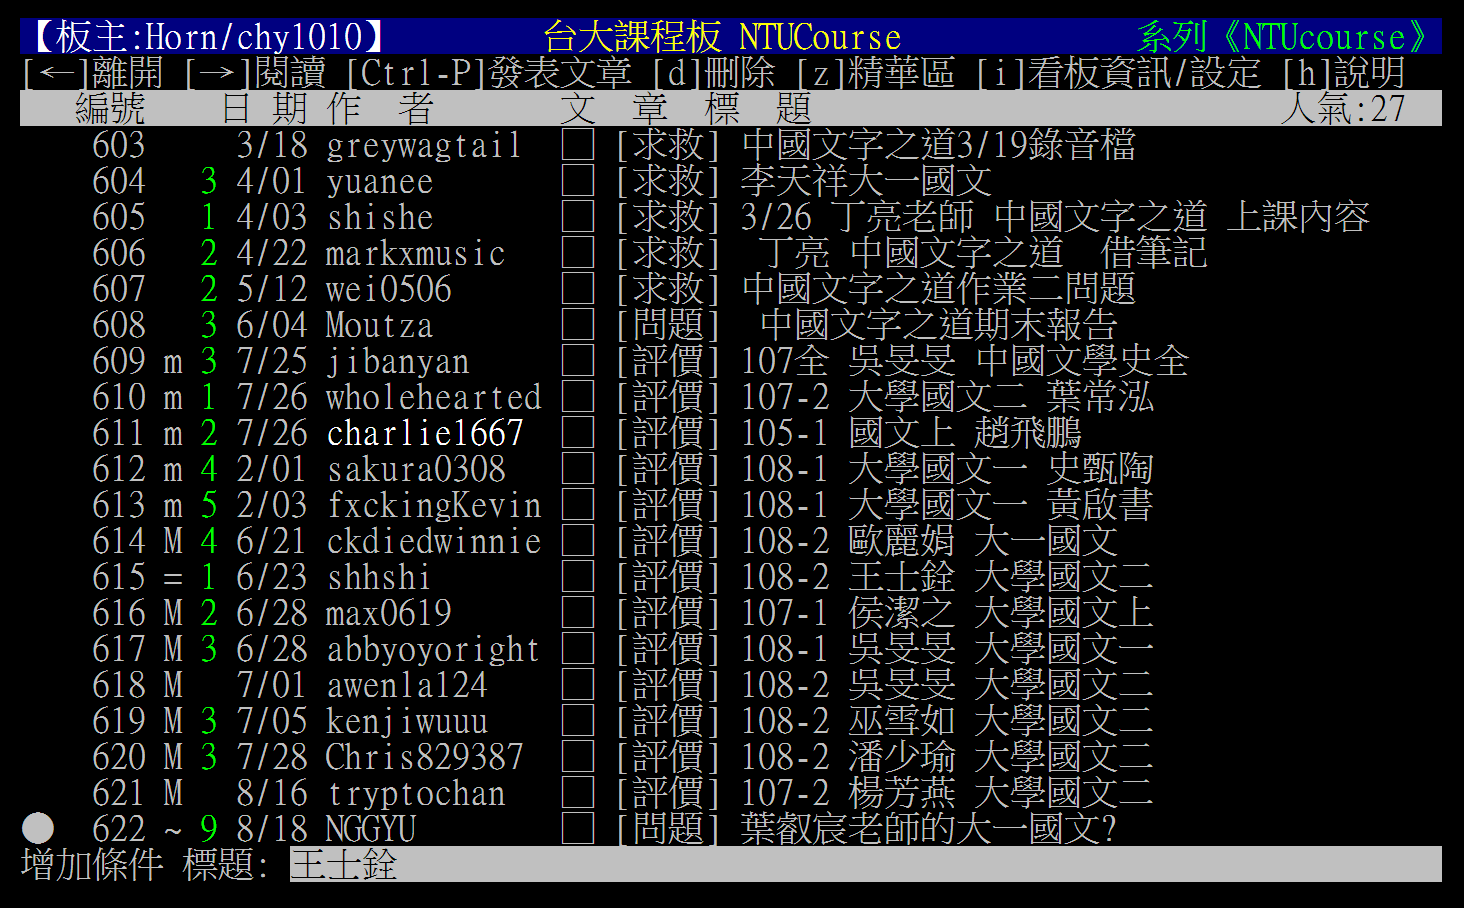 【板主:Horn/chy1010】 台大課程板 NTUCourse 系列《NTUcourse》
[←]離開 [→]閱讀 [Ctrl-P]發表文章 [d]刪除 [z]精華區 [i]看板資訊/設定 [h]說明
編號 日 期 作 者 文 章 標 題 人氣:27
603 3/18 greywagtail □ [求救] 中國文字之道3/19錄音檔
604 3 4/01 yuanee □ [求救] 李天祥大一國文
605 1 4/03 shishe □ [求救] 3/26 丁亮老師 中國文字之道 上課內容
606 2 4/22 markxmusic □ [求救] 丁亮 中國文字之道 借筆記
607 2 5/12 wei0506 □ [求救] 中國文字之道作業二問題
608 3 6/04 Moutza □ [問題] 中國文字之道期末報告
609 m 3 7/25 jibanyan □ [評價] 107全 吳旻旻 中國文學史全
610 m 1 7/26 wholehearted □ [評價] 107-2 大學國文二 葉常泓
611 m 2 7/26 charlie1667 □ [評價] 105-1 國文上 趙飛鵬
612 m 4 2/01 sakura0308 □ [評價] 108-1 大學國文一 史甄陶
613 m 5 2/03 fxckingKevin □ [評價] 108-1 大學國文一 黃啟書
614 M 4 6/21 ckdiedwinnie □ [評價] 108-2 歐麗娟 大一國文
615 = 1 6/23 shhshi □ [評價] 108-2 王士銓 大學國文二
616 M 2 6/28 max0619 □ [評價] 107-1 侯潔之 大學國文上
617 M 3 6/28 abbyoyoright □ [評價] 108-1 吳旻旻 大學國文一
618 M 7/01 awenla124 □ [評價] 108-2 吳旻旻 大學國文二
619 M 3 7/05 kenjiwuuu □ [評價] 108-2 巫雪如 大學國文二
620 M 3 7/28 Chris829387 □ [評價] 108-2 潘少瑜 大學國文二
621 M 8/16 tryptochan □ [評價] 107-2 楊芳燕 大學國文二
● 622 ~ 9 8/18 NGGYU □ [問題] 葉叡宸老師的大一國文?
增加條件 標題: 王士銓